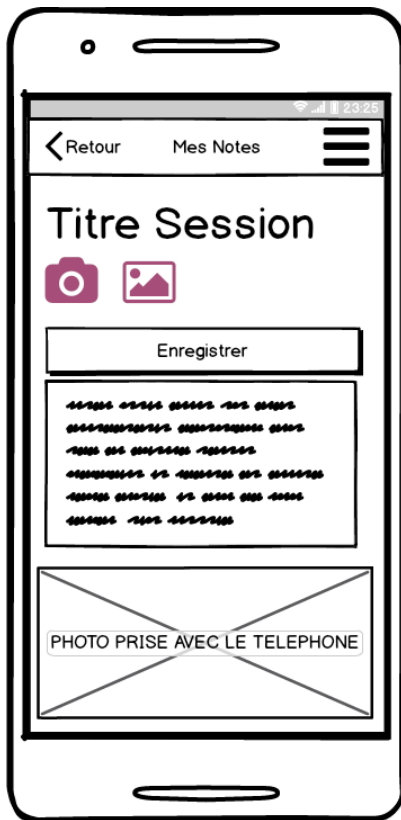 23:25
Retour Mes Notes
Titre Session
Enregistrer
PHOTO PRISE AVEC LE TELEPHONE